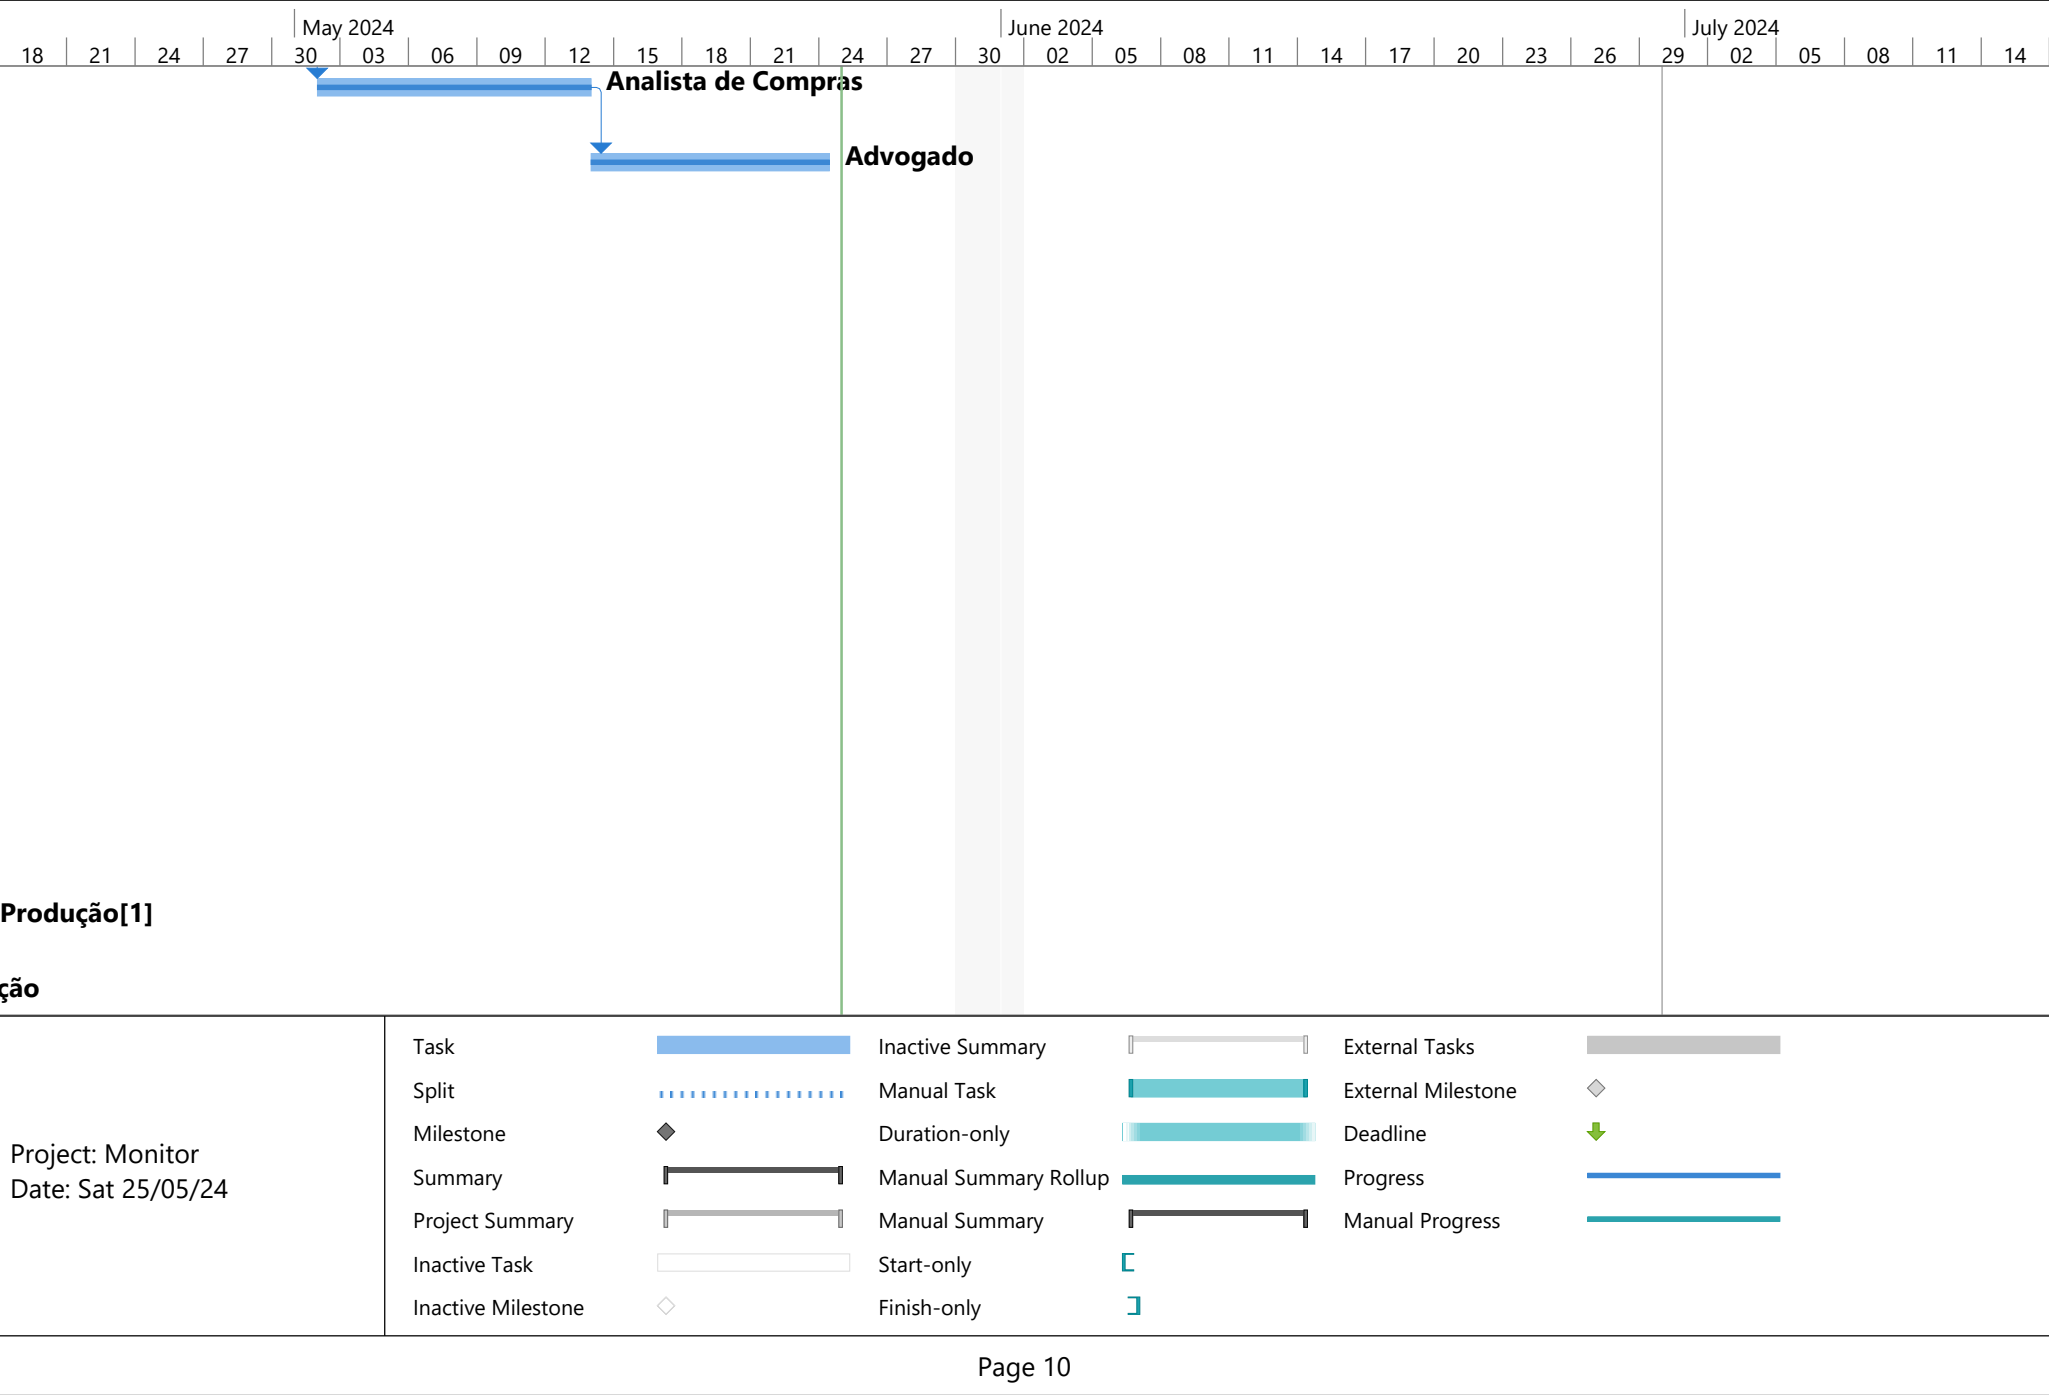 May 2024 June 2024 July 2024
18 21 24 27 30 03 06 09 12 15 18 21 24 27 30 02 05 08 11 14 17 20 23 26 29 02 05 08 11 14
Analista de Compras
Advogado
Produção[1]
ção
Project: Monitor
Date: Sat 25/05/24
Task
Split
Milestone
Summary
Project Summary
Inactive Task
Inactive Milestone
Inactive Summary
Manual Task
Duration-only
Manual Summary Rollup
Manual Summary
Start-only
Finish-only
External Tasks
External Milestone
Deadline
Progress
Manual Progress
Page 10